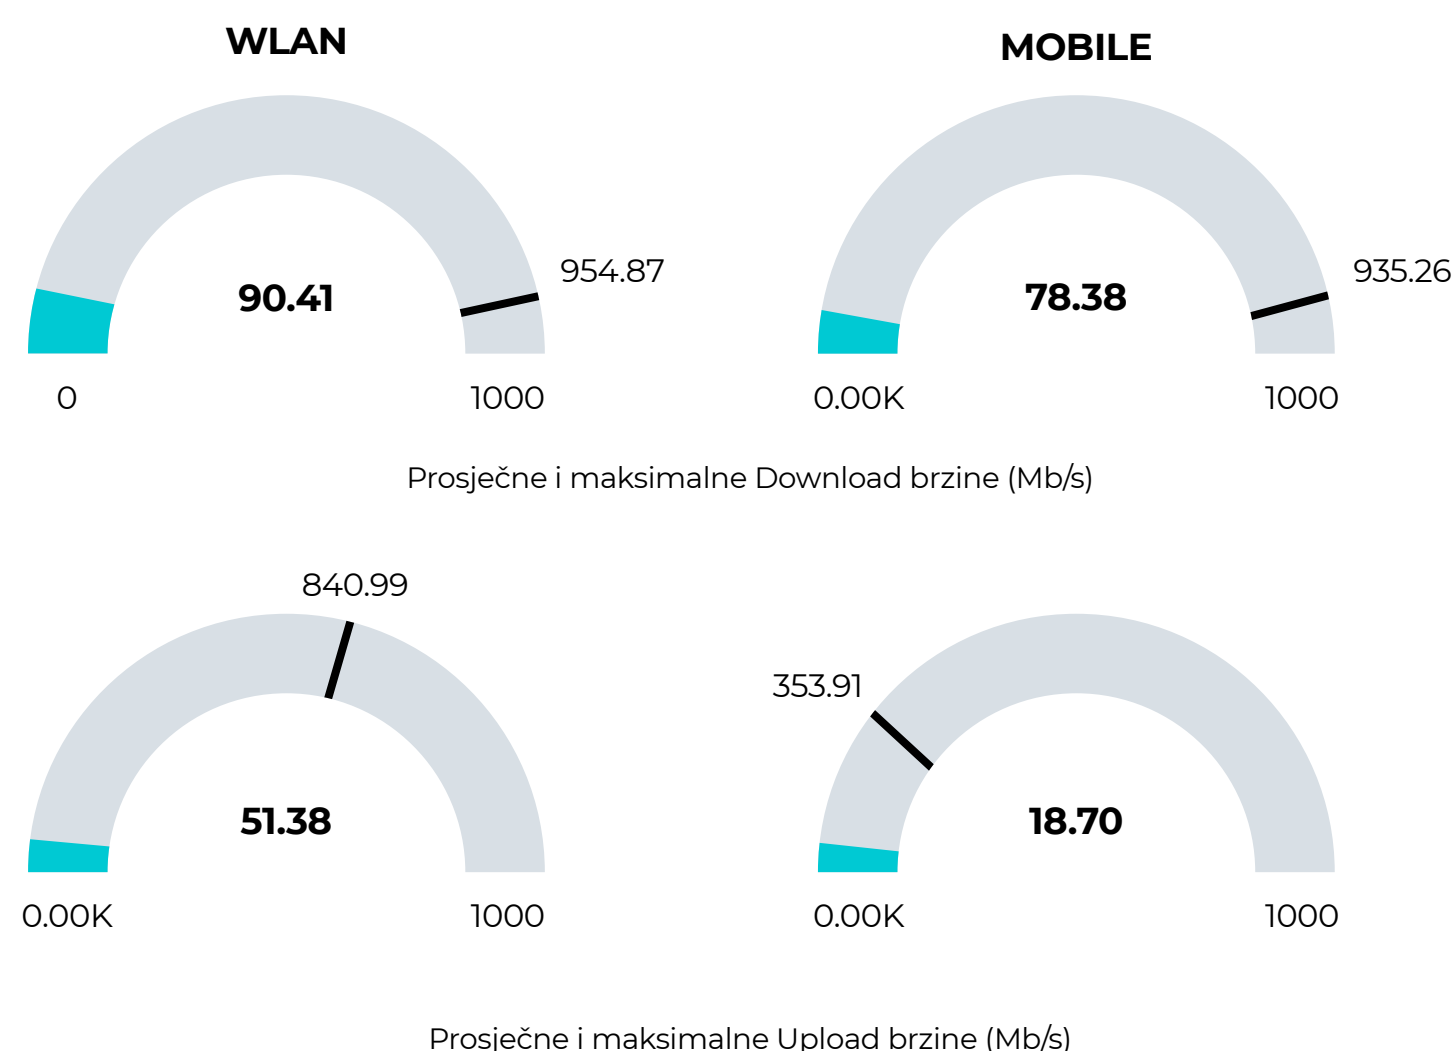 WLAN
MOBILE
954.87
935.26
90.41
78.38
0
1000
0.00K
1000
Prosječne i maksimalne Download brzine (Mb/s)
840.99
353.91
51.38
18.70
0.00K
1000
0.00K
1000
Prosječne i maksimalne Upload brzine (Mb/s)